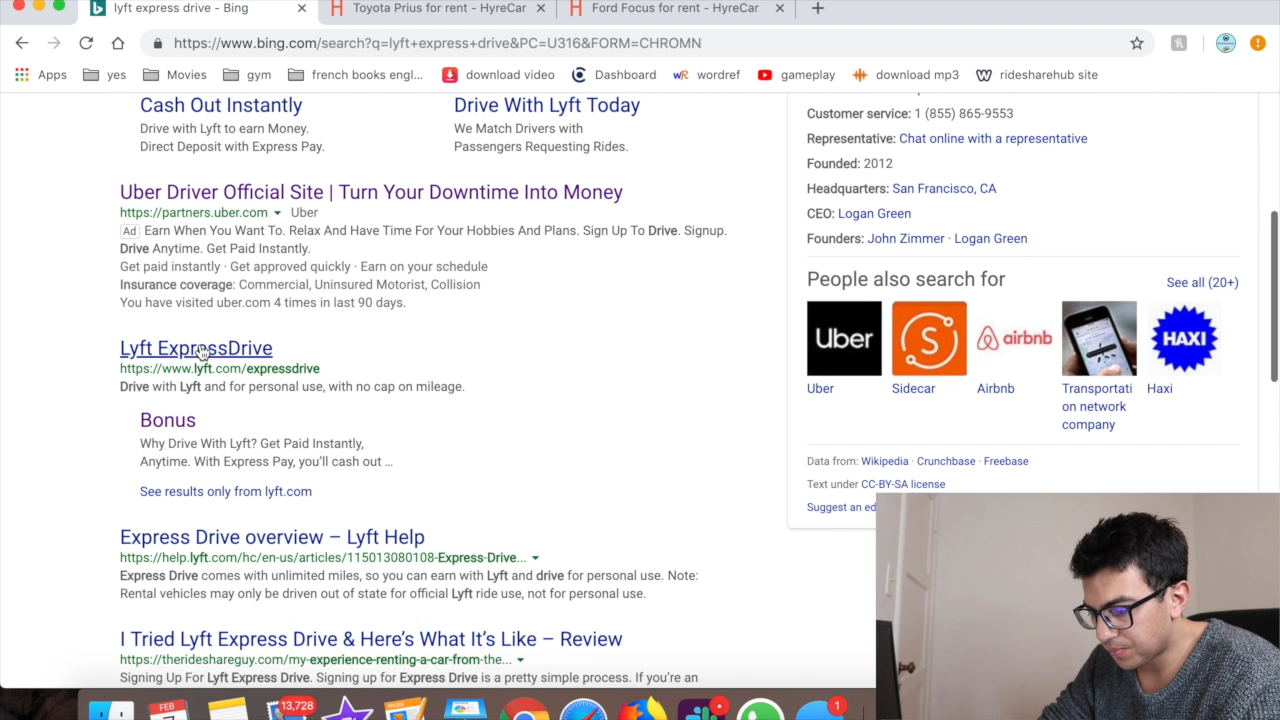 lyft express drive - Bing
Toyota Prius for rent - HyreCar
Ford Focus for rent - HyreCar
https://www.bing.com/search?q=lyft+express+drive&PC=U316&FORM=CHROMN
Apps
yes
Movies
gym
french books engl...
download video
Dashboard
wordref
gameplay
download mp3
ridesharehub site
Cash Out Instantly
Drive with Lyft to earn Money.
Direct Deposit with Express Pay.
Drive With Lyft Today
We Match Drivers with
Passengers Requesting Rides.
Uber Driver Official Site | Turn Your Downtime Into Money
https://partners.uber.com Uber
Ad Earn When You Want To. Relax And Have Time For Your Hobbies And Plans. Sign Up To Drive. Signup.
Drive Anytime. Get Paid Instantly.
Get paid instantly · Get approved quickly · Earn on your schedule
Insurance coverage: Commercial, Uninsured Motorist, Collision
You have visited uber.com 4 times in last 90 days.
Lyft ExpressDrive
https://www.lyft.com/expressdrive
Drive with Lyft and for personal use, with no cap on mileage.
Bonus
Why Drive With Lyft? Get Paid Instantly,
Anytime. With Express Pay, you'll cash out ...
See results only from lyft.com
Express Drive overview – Lyft Help
https://help.lyft.com/hc/en-us/articles/115013080108-Express-Drive...
Express Drive comes with unlimited miles, so you can earn with Lyft and drive for personal use. Note:
Rental vehicles may only be driven out of state for official Lyft ride use, not for personal use.
I Tried Lyft Express Drive & Here's What It's Like – Review
https://therideshareguy.com/my-experience-renting-a-car-from-the...
Signing Up For Lyft Express Drive. Signing up for Express Drive is a pretty simple process. If you're an
Customer service: 1 (855) 865-9553
Representative: Chat online with a representative
Founded: 2012
Headquarters: San Francisco, CA
CEO: Logan Green
Founders: John Zimmer · Logan Green
People also search for
See all (20+)
Uber
S
airbnb
HAXI
Uber
Sidecar
Airbnb
Transportati
on network
company
Haxi
Data from: Wikipedia · Crunchbase · Freebase
Text under CC-BY-SA license
Suggest an ed
FEB
13,728
1